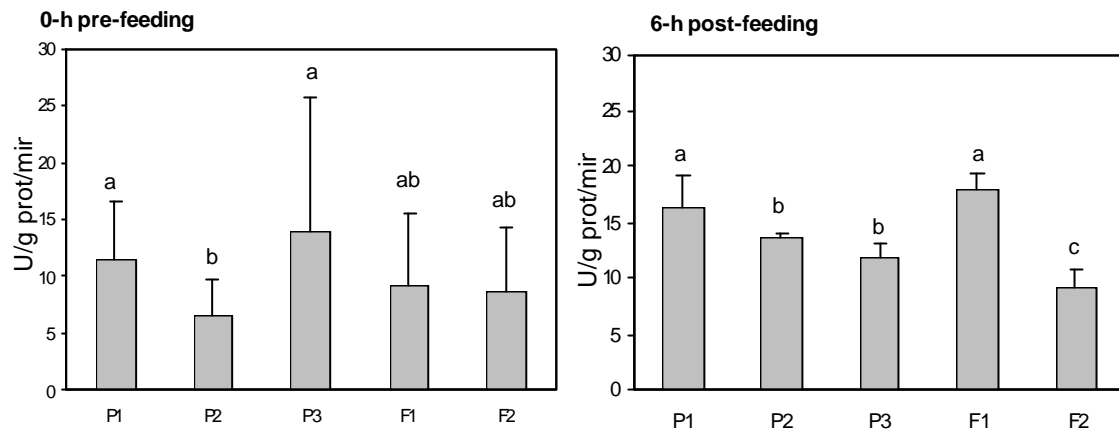 0-h pre-feeding
30
25
20
15
10
5
0
U/g prot/mir
a
b
a
ab
ab
P1 P2 P3 F1 F2
6-h post-feeding
30
25
20
15
10
5
0
U/g prot/mir
a
b
b
a
c
P1 P2 P3 F1 F2